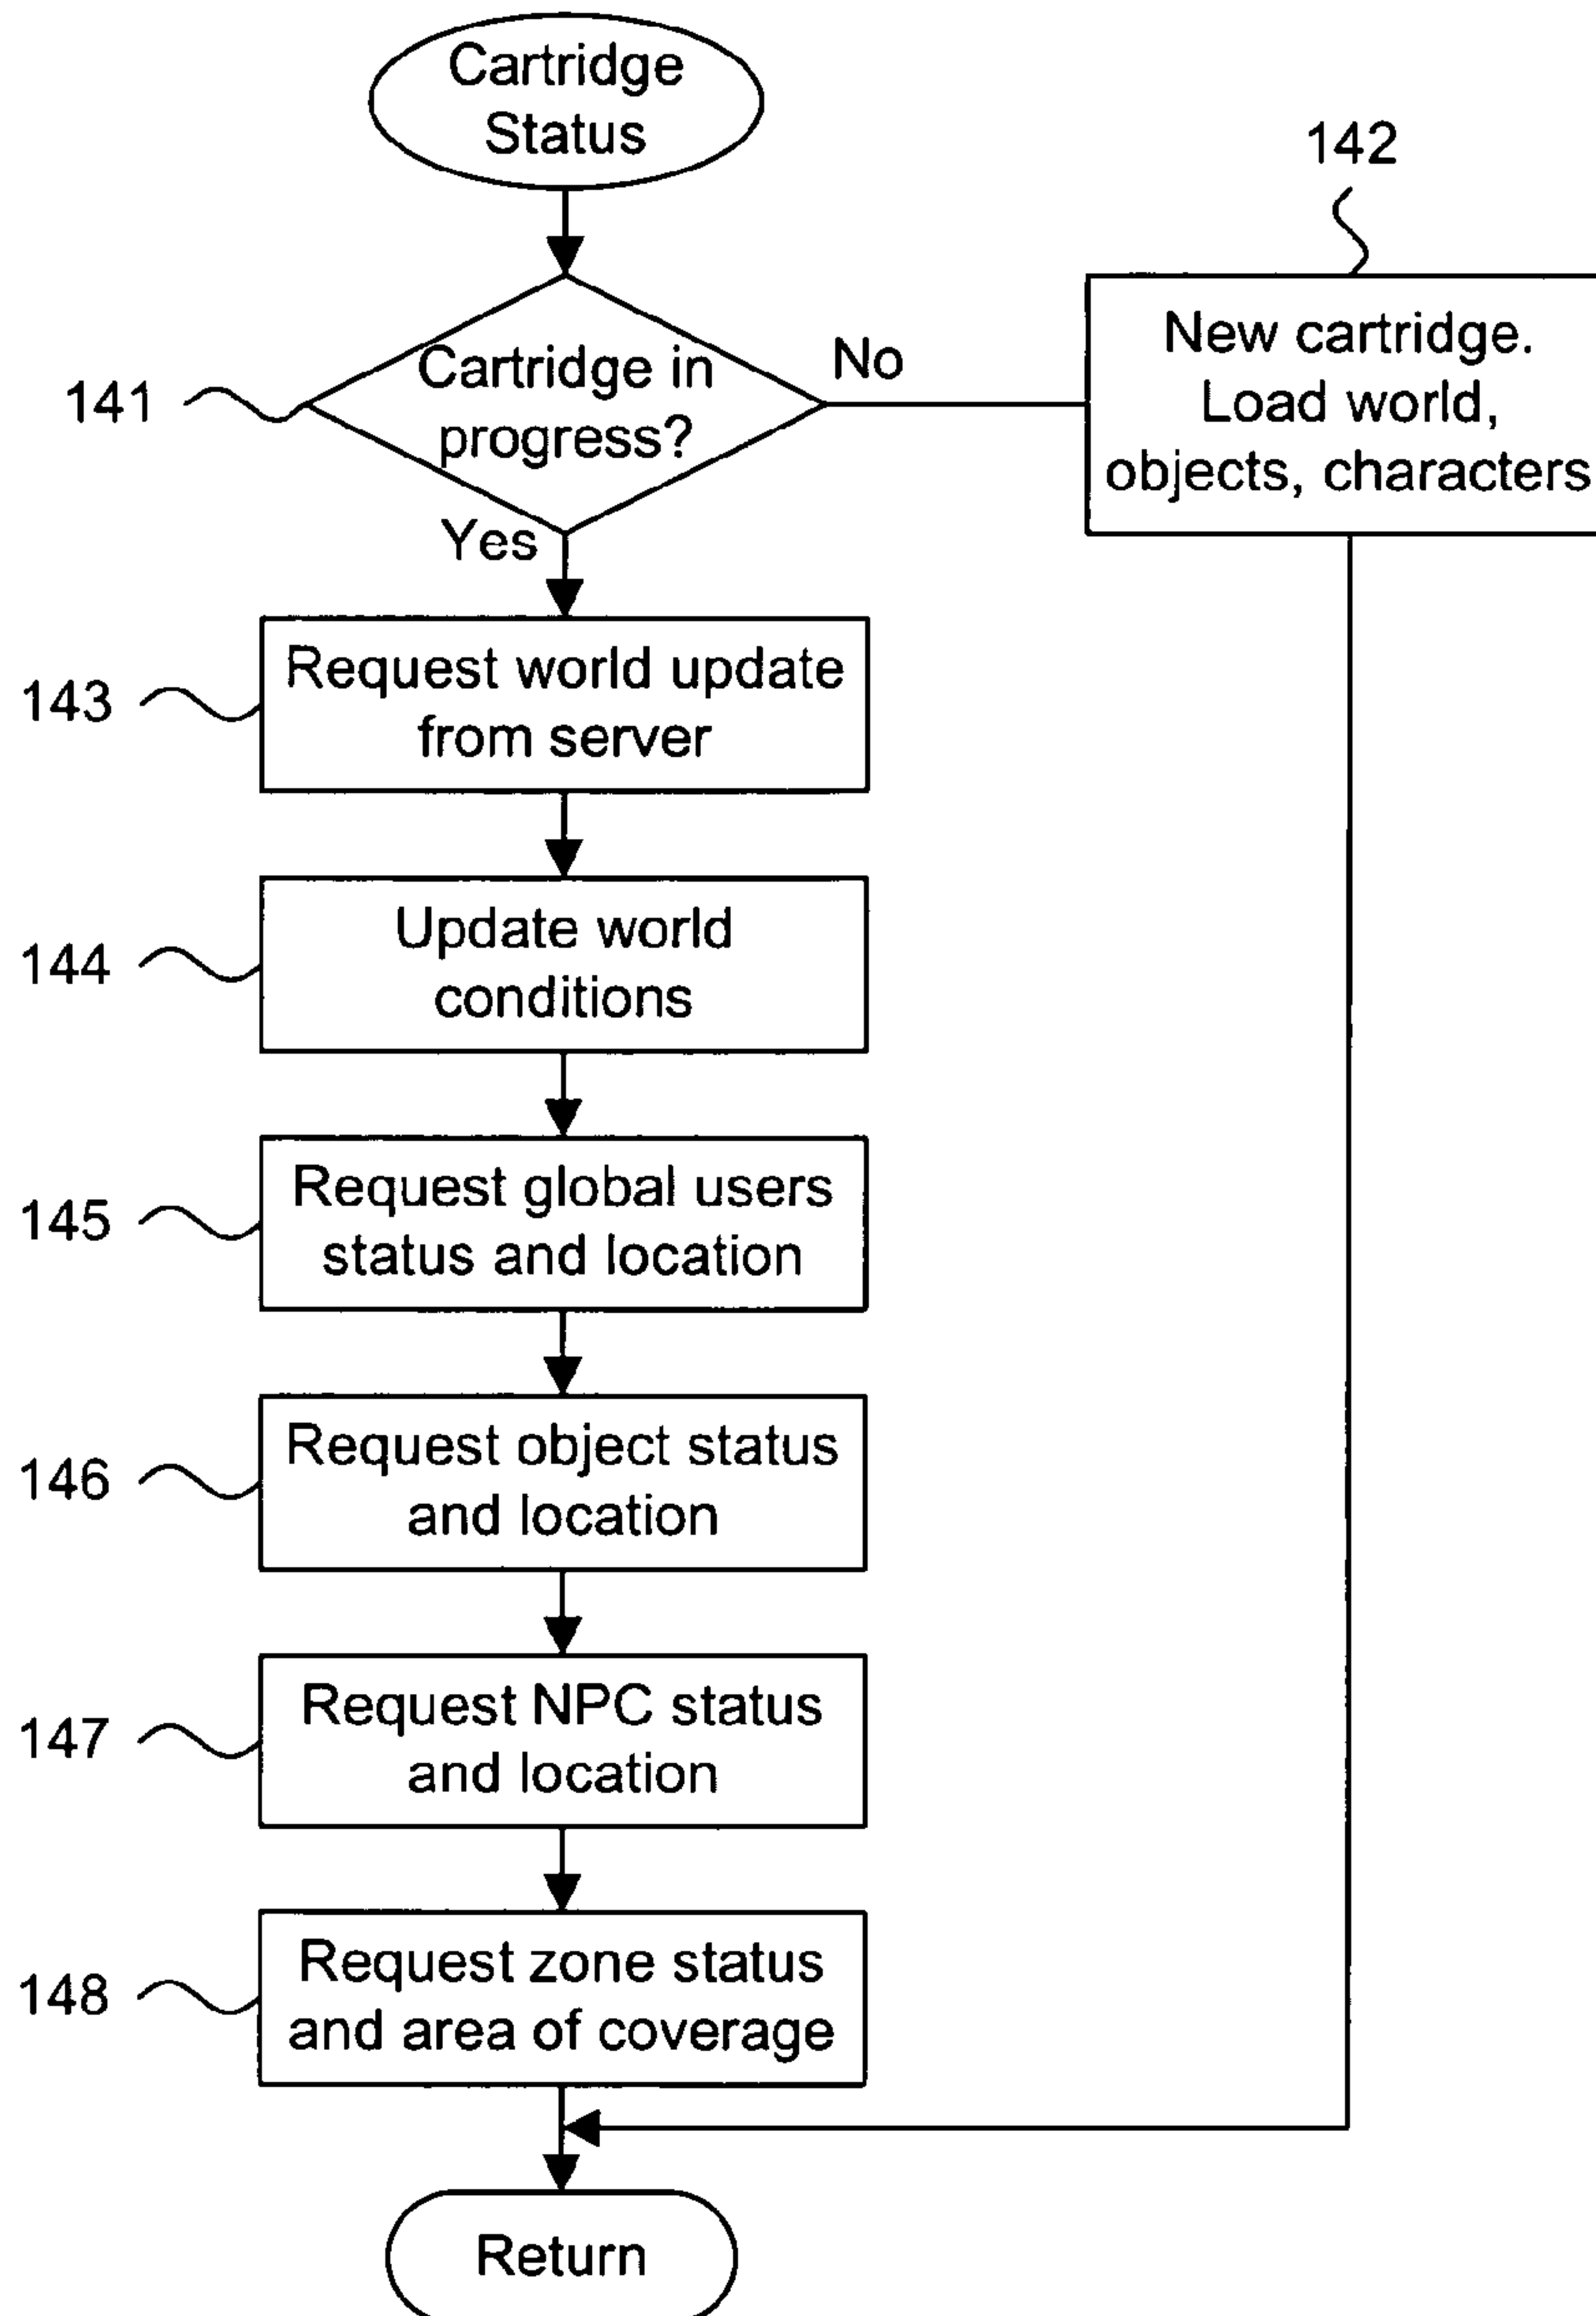 Cartridge
Status
142
141
Cartridge in
progress?
No
New cartridge.
Load world,
objects, characters
Yes
143
Request world update
from server
144
Update world
conditions
145
Request global users
status and location
146
Request object status
and location
147
Request NPC status
and location
148
Request zone status
and area of coverage
Return